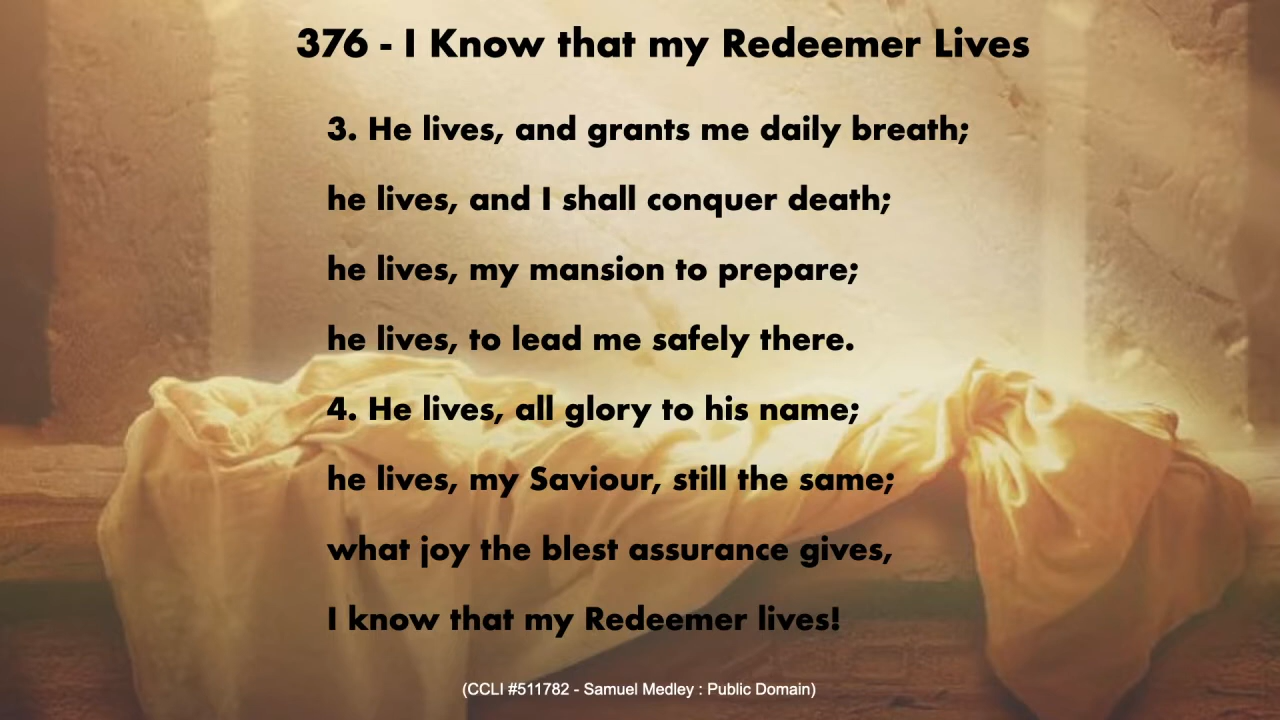 376 - I Know that my Redeemer Lives
3. He lives, and grants me daily breath;
he lives, and I shall conquer death;
he lives, my mansion to prepare;
he lives, to lead me safely there.
4. He lives, all glory to his name;
he lives, my Saviour, still the same;
what joy the blest assurance gives,
I know that my Redeemer lives!
(CCLI #511782 - Samuel Medley : Public Domain)